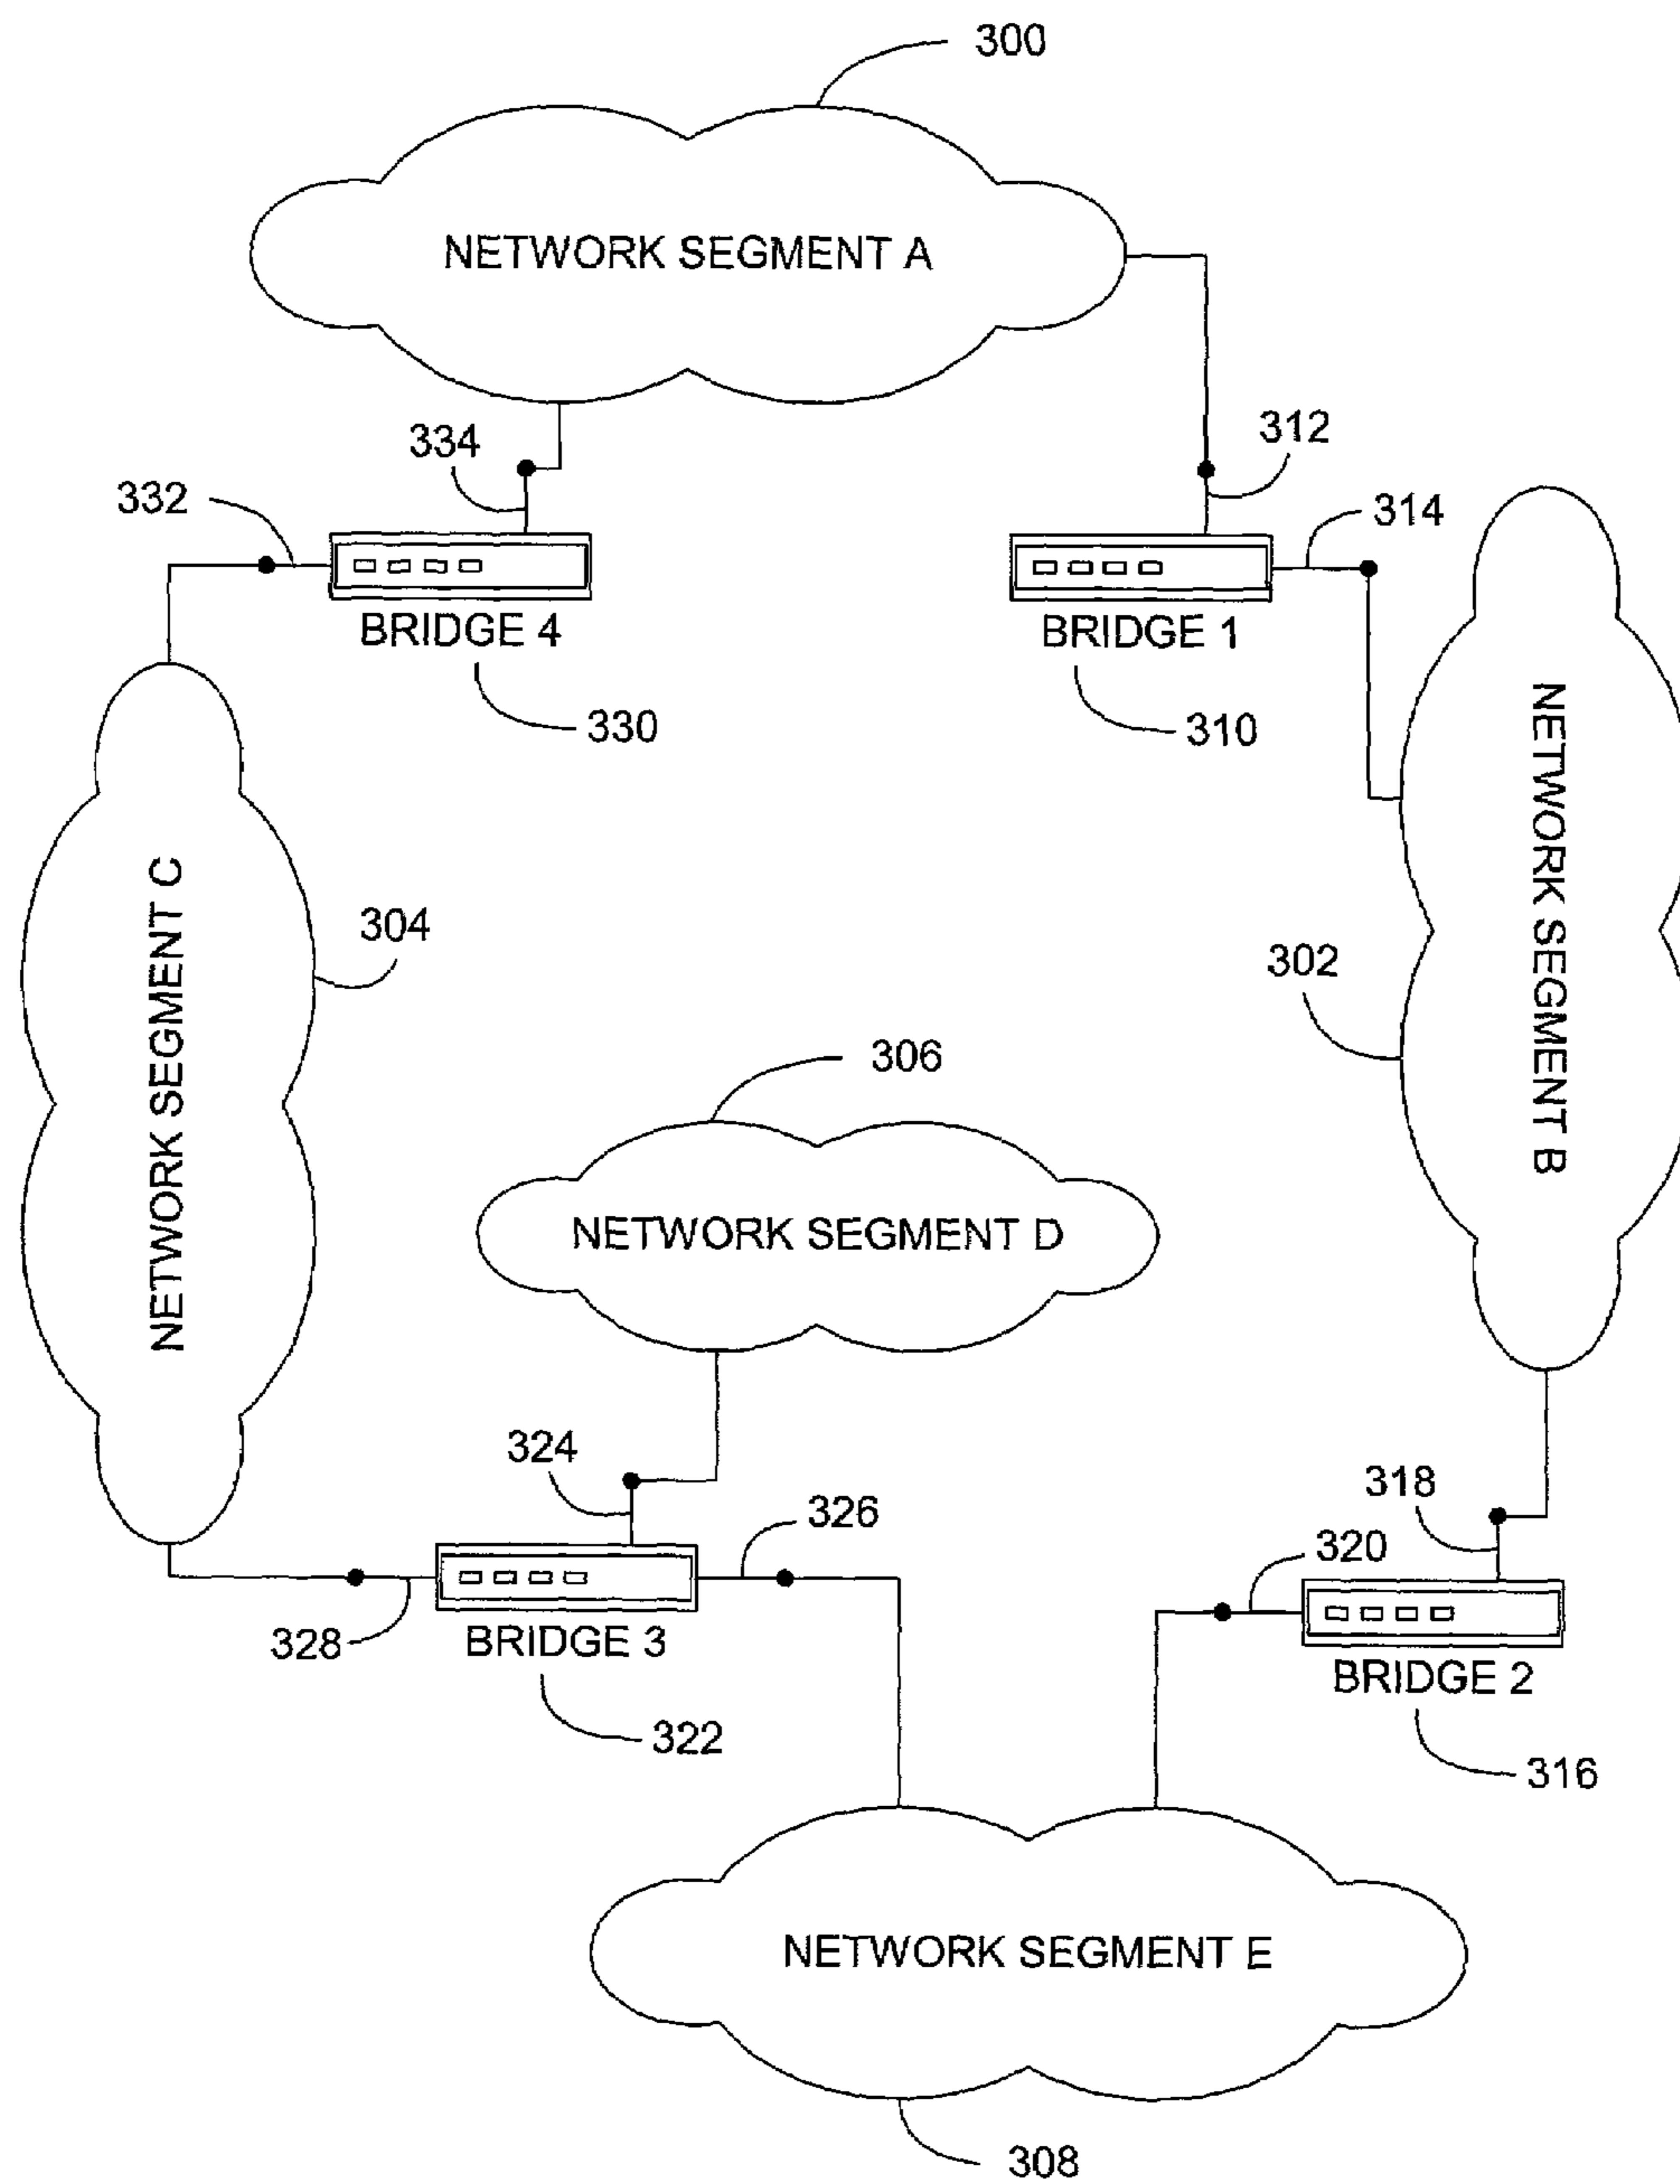 300
NETWORK SEGMENT A
334
312
332
314
BRIDGE 4
BRIDGE 1
330
310
NETWORK SEGMENT C
304
NETWORK SEGMENT B
302
306
NETWORK SEGMENT D
324
326
318
320
328
BRIDGE 3
BRIDGE 2
322
316
NETWORK SEGMENT E
308